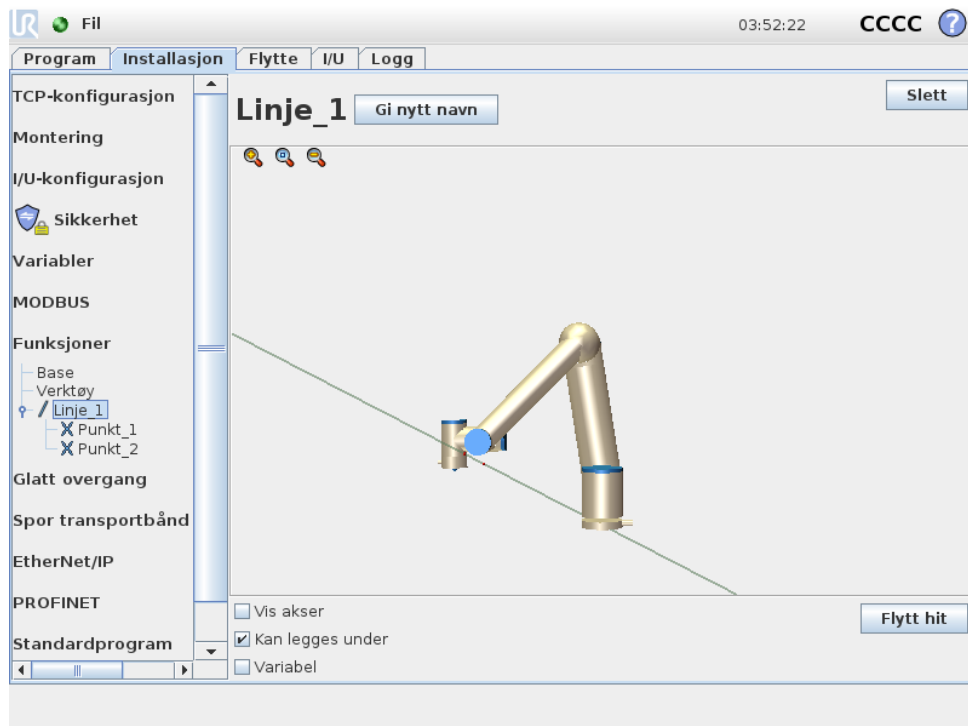 UR Fil 03:52:22 CCCC ?
Program Installasjon Flytte I/U Logg
TCP-konfigurasjon
Montering
I/U-konfigurasjon
Sikkerhet
Variabler
MODBUS
Funksjoner
Base
Verktøy
Linje_1
Punkt_1
Punkt_2
Glatt overgang
Spor transportbånd
EtherNet/IP
PROFINET
Standardprogram
Linje_1 Gi nytt navn Slett
Vis akser
Kan legges under
Variabel
Flytt hit